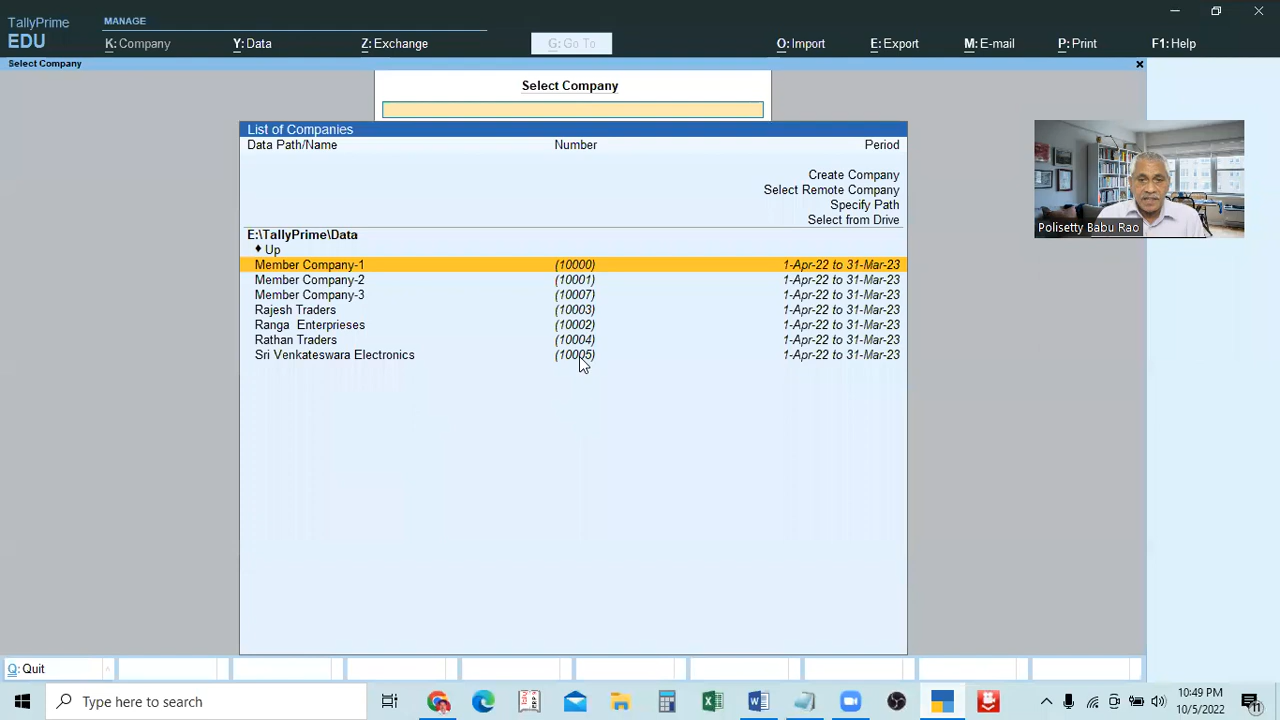 TallyPrime
EDU
MANAGE
K: Company
Y: Data
Z: Exchange
G: Go To
O: Import
E: Export
M: E-mail
P: Print
F1: Help
Select Company
Select Company
List of Companies
Data Path/Name Number Period
Create Company
Select Remote Company
Specify Path
Select from Drive
E:\TallyPrime\Data
♦ Up
Member Company-1 (10000) 1-Apr-22 to 31-Mar-23
Member Company-2 (10001) 1-Apr-22 to 31-Mar-23
Member Company-3 (10007) 1-Apr-22 to 31-Mar-23
Rajesh Traders (10003) 1-Apr-22 to 31-Mar-23
Ranga Enterprieses (10002) 1-Apr-22 to 31-Mar-23
Rathan Traders (10004) 1-Apr-22 to 31-Mar-23
Sri Venkateswara Electronics (10005) 1-Apr-22 to 31-Mar-23
Polisetty Babu Rao
Q: Quit
Type here to search
10:49 PM
10/5/2022